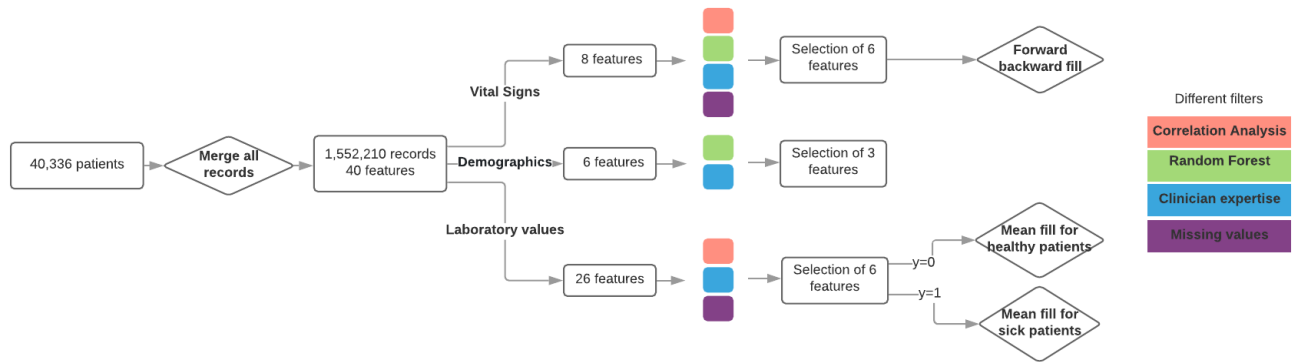 40,336 patients
Merge all
records
1,552,210 records
40 features
Vital Signs
Demographics
Laboratory values
8 features
6 features
26 features
Selection of 6
features
Selection of 3
features
Selection of 6
features
y=0
y=1
Forward
backward fill
Mean fill for
healthy patients
Mean fill for
sick patients
Different filters
Correlation Analysis
Random Forest
Clinician expertise
Missing values